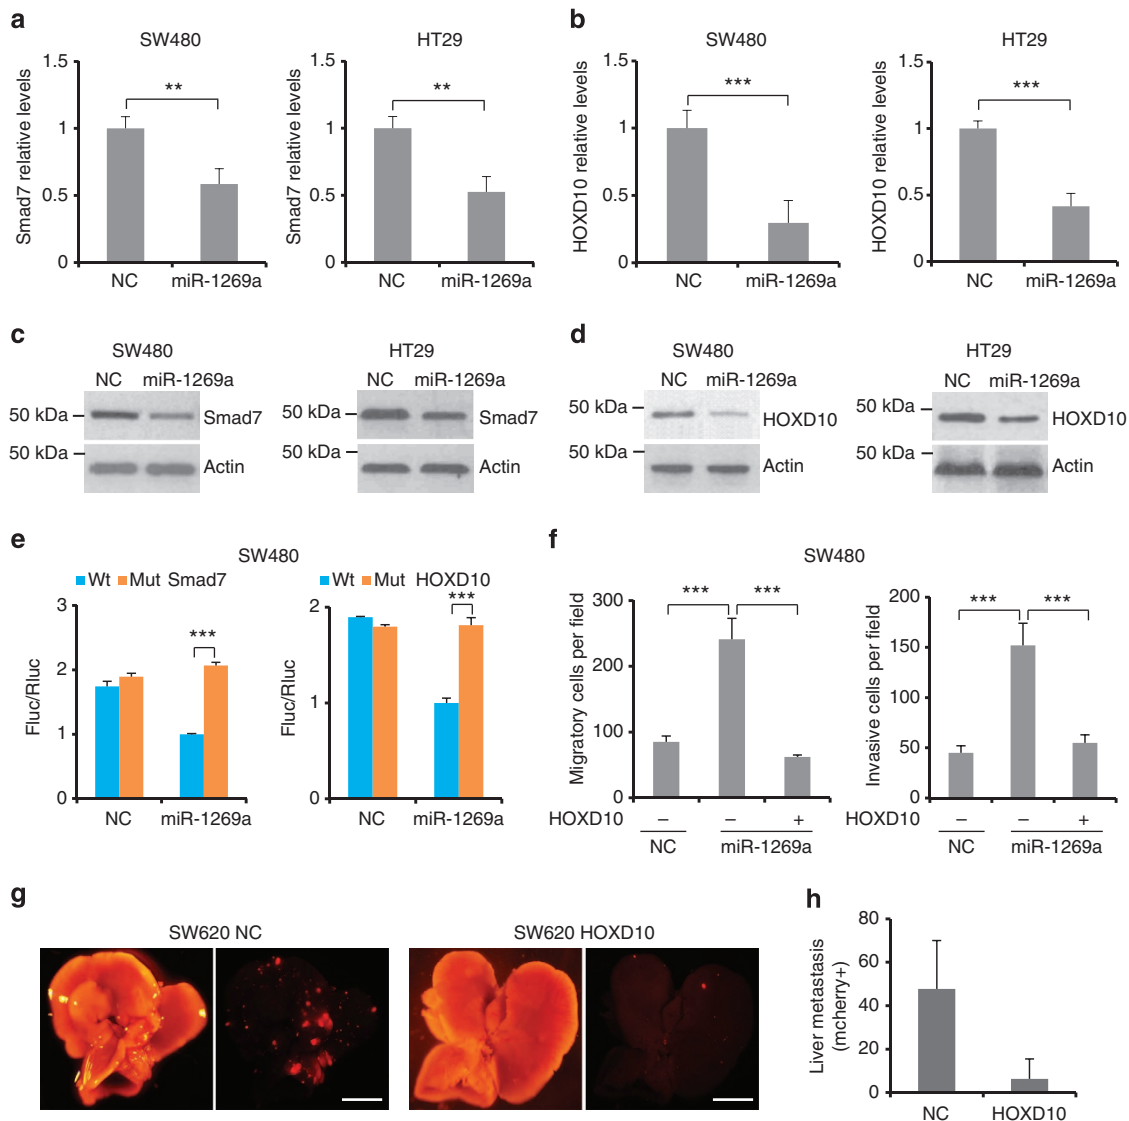 a
SW480
HT29
Smad7 relative levels
1.5
1
0.5
0
**
NC
miR-1269a
Smad7 relative levels
1.5
1
0.5
0
**
NC
miR-1269a
b
SW480
HT29
HOXD10 relative levels
1.5
1
0.5
0
***
NC
miR-1269a
HOXD10 relative levels
1.5
1
0.5
0
***
NC
miR-1269a
c
SW480
NC miR-1269a
50 kDa
Smad7
50 kDa
Actin
HT29
NC miR-1269a
50 kDa
Smad7
50 kDa
Actin
d
SW480
NC miR-1269a
50 kDa
HOXD10
50 kDa
Actin
HT29
NC miR-1269a
50 kDa
HOXD10
50 kDa
Actin
e
SW480
Wt Mut Smad7
Fluc/Rluc
3
2
1
0
***
NC
miR-1269a
Wt Mut HOXD10
Fluc/Rluc
2
1
0
***
NC
miR-1269a
f
SW480
Migratory cells per field
300
200
100
0
*** ***
HOXD10 – – +
NC miR-1269a
Invasive cells per field
200
150
100
50
0
*** ***
HOXD10 – – +
NC miR-1269a
g
SW620 NC
SW620 HOXD10
h
Liver metastasis
(mcherry+)
80
60
40
20
0
NC
HOXD10